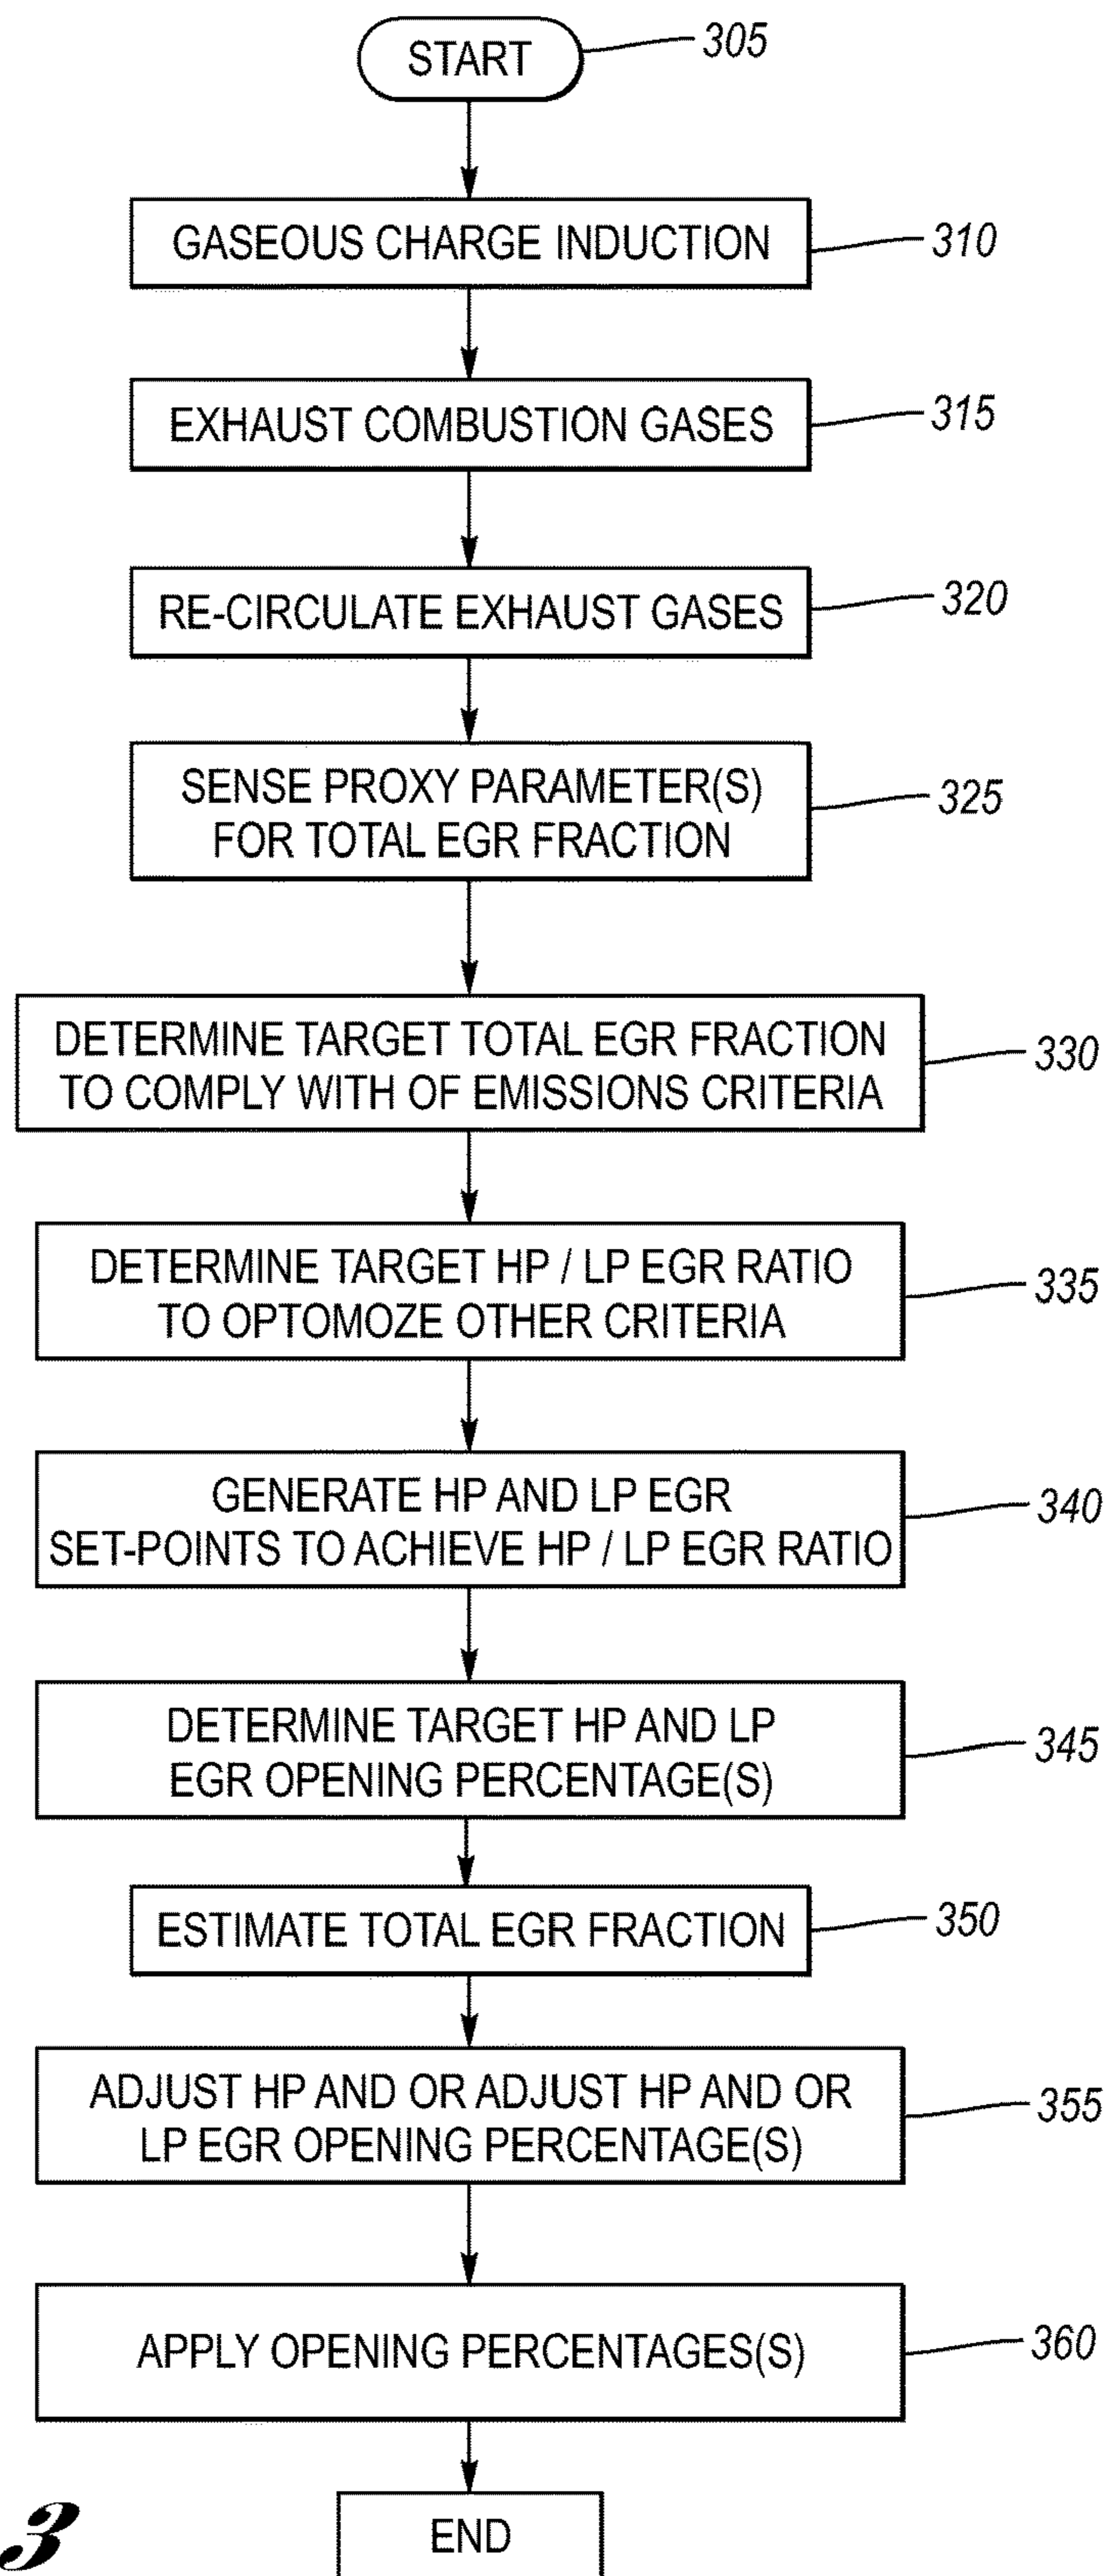 START
305
GASEOUS CHARGE INDUCTION
310
EXHAUST COMBUSTION GASES
315
RE-CIRCULATE EXHAUST GASES
320
SENSE PROXY PARAMETER(S)
FOR TOTAL EGR FRACTION
325
DETERMINE TARGET TOTAL EGR FRACTION
TO COMPLY WITH OF EMISSIONS CRITERIA
330
DETERMINE TARGET HP / LP EGR RATIO
TO OPTOMOZE OTHER CRITERIA
335
GENERATE HP AND LP EGR
SET-POINTS TO ACHIEVE HP / LP EGR RATIO
340
DETERMINE TARGET HP AND LP
EGR OPENING PERCENTAGE(S)
345
ESTIMATE TOTAL EGR FRACTION
350
ADJUST HP AND OR ADJUST HP AND OR
LP EGR OPENING PERCENTAGE(S)
355
APPLY OPENING PERCENTAGES(S)
360
END
3